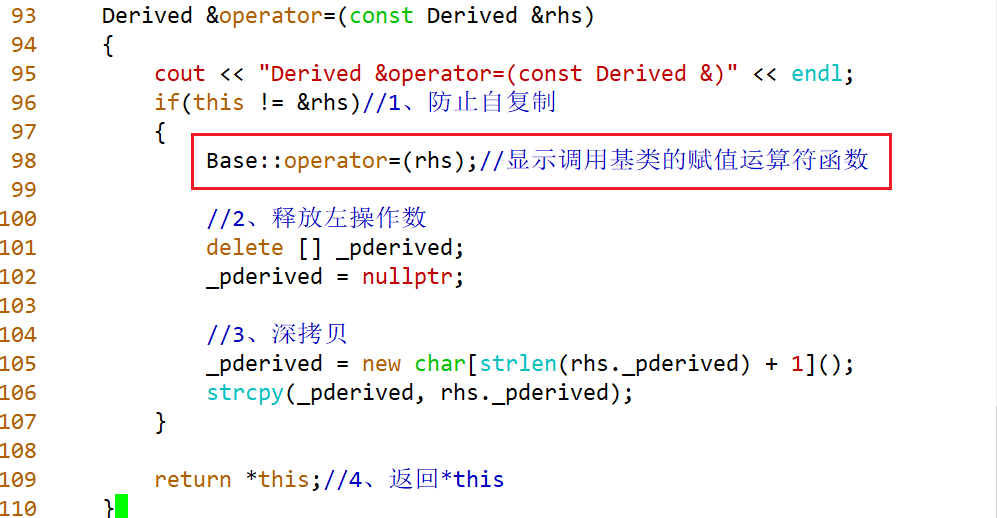 93 Derived &operator=(const Derived &rhs)
94 {
95 cout << "Derived &operator=(const Derived &)" << endl;
96 if(this != &rhs)//1、防止自复制
97 {
98 Base::operator=(rhs);//显示调用基类的赋值运算符函数
99
100 //2、释放左操作数
101 delete [] _pderived;
102 _pderived = nullptr;
103
104 //3、深拷贝
105 _pderived = new char[strlen(rhs._pderived) + 1]();
106 strcpy(_pderived, rhs._pderived);
107 }
108
109 return *this;//4、返回*this
110 }